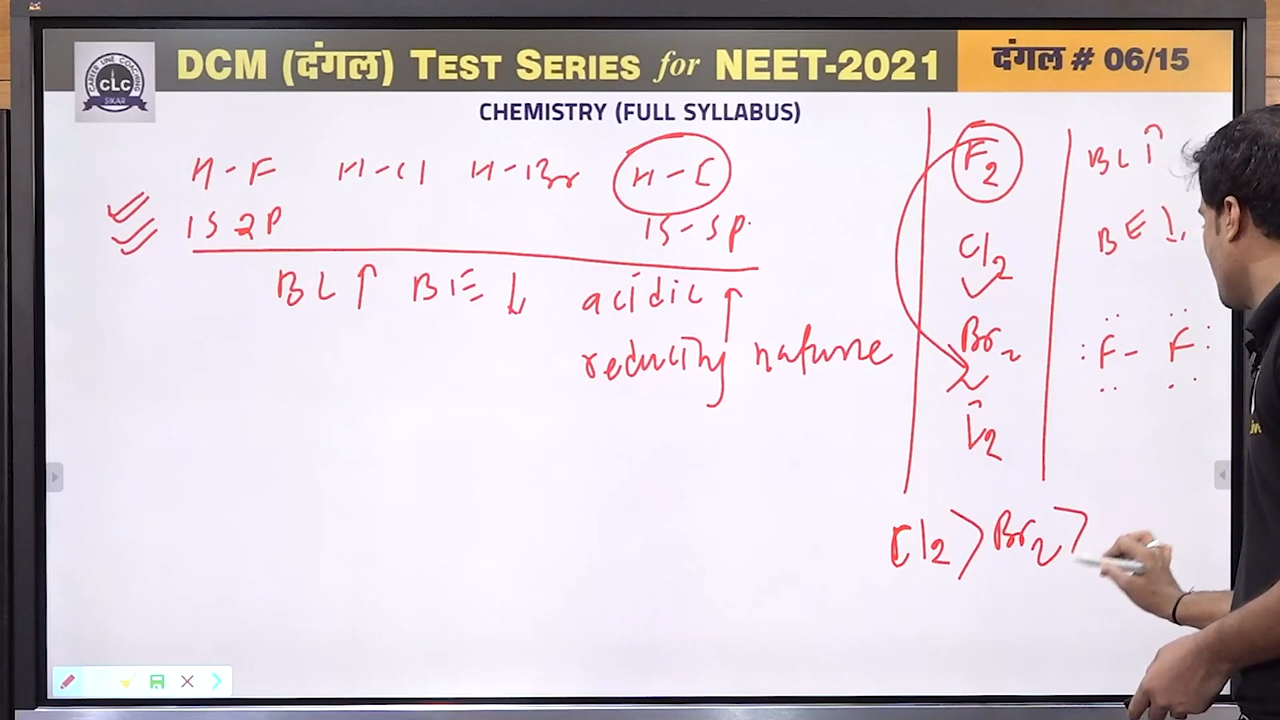 CAREER LINE COACHING
CLC
SIKAR
DCM (दंगल) TEST SERIES for NEET-2021
दंगल # 06/15
CHEMISTRY (FULL SYLLABUS)
H-F H-Cl H-Br H-I
1S 2P 1S-5P
BL↑ BE↓ acidic↑
reducing nature
F2
Cl2
Br2
I2
BL↑
BE↓
:F-F:
Cl2>Br2>